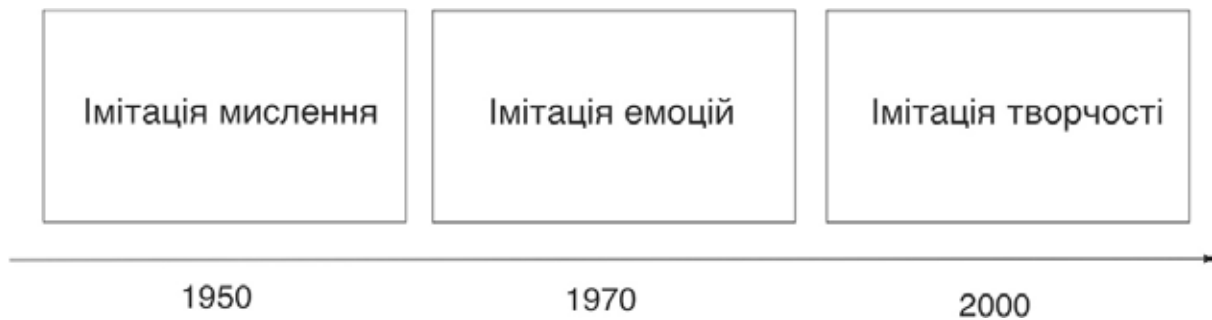 Імітація мислення
Імітація емоцій
Імітація творчості
1950
1970
2000